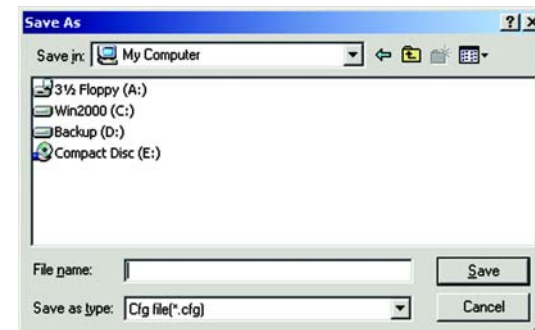 Save As
Save in: My Computer
3½ Floppy (A:)
Win2000 (C:)
Backup (D:)
Compact Disc (E:)
File name: Save
Save as type: Cfg file(*.cfg) Cancel